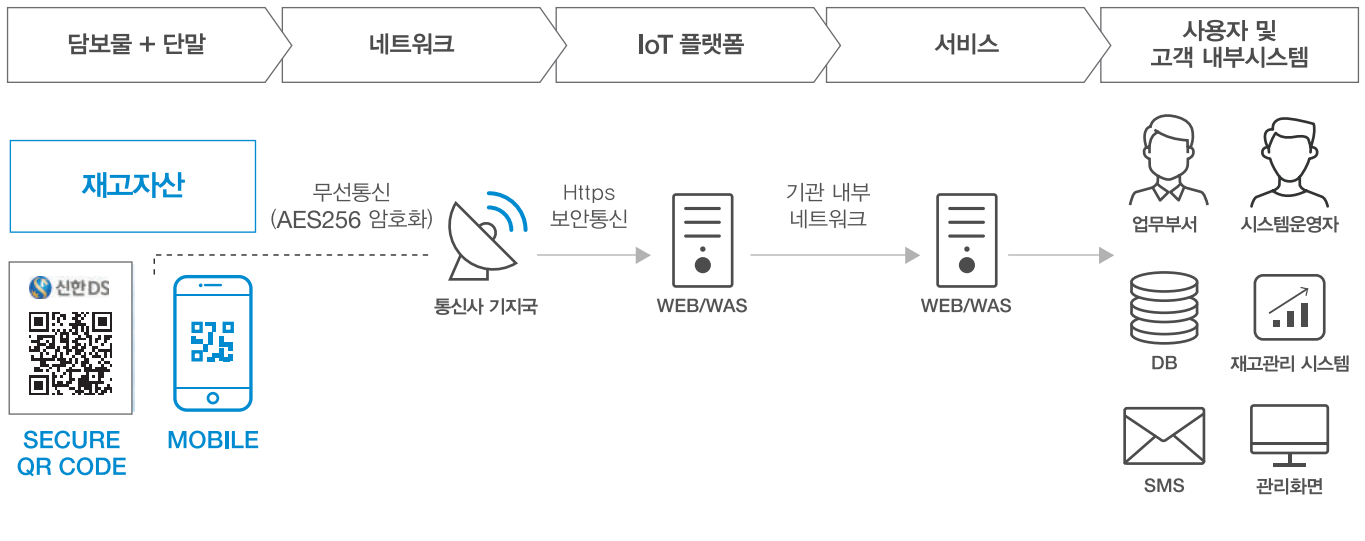 담보물 + 단말
네트워크
IoT 플랫폼
서비스
사용자 및
고객 내부시스템
재고자산
무선통신
(AES256 암호화)
Https
보안통신
기관 내부
네트워크
업무부서
시스템운영자
신한DS
통신사 기지국
WEB/WAS
WEB/WAS
DB
재고관리 시스템
SECURE
QR CODE
MOBILE
SMS
관리화면